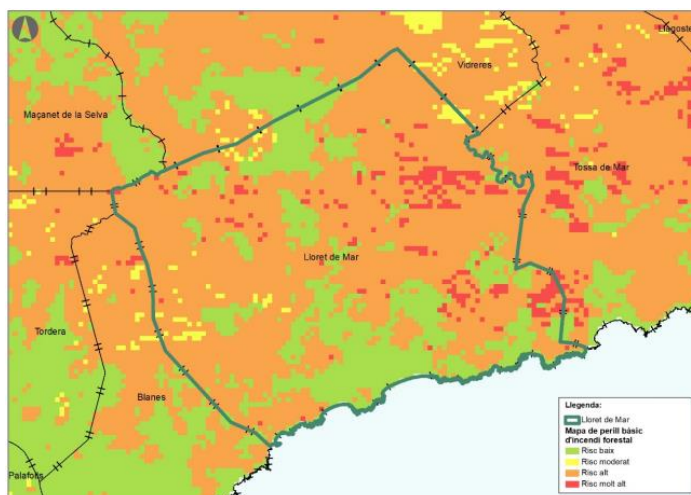 Llagostera
Vidreres
Maçanet de la Selva
Tossa de Mar
Lloret de Mar
Tordera
Blanes
Palafolls
Llegenda:
Lloret de Mar
Mapa de perill bàsic
d'incendi forestal
Risc baix
Risc moderat
Risc alt
Risc molt alt